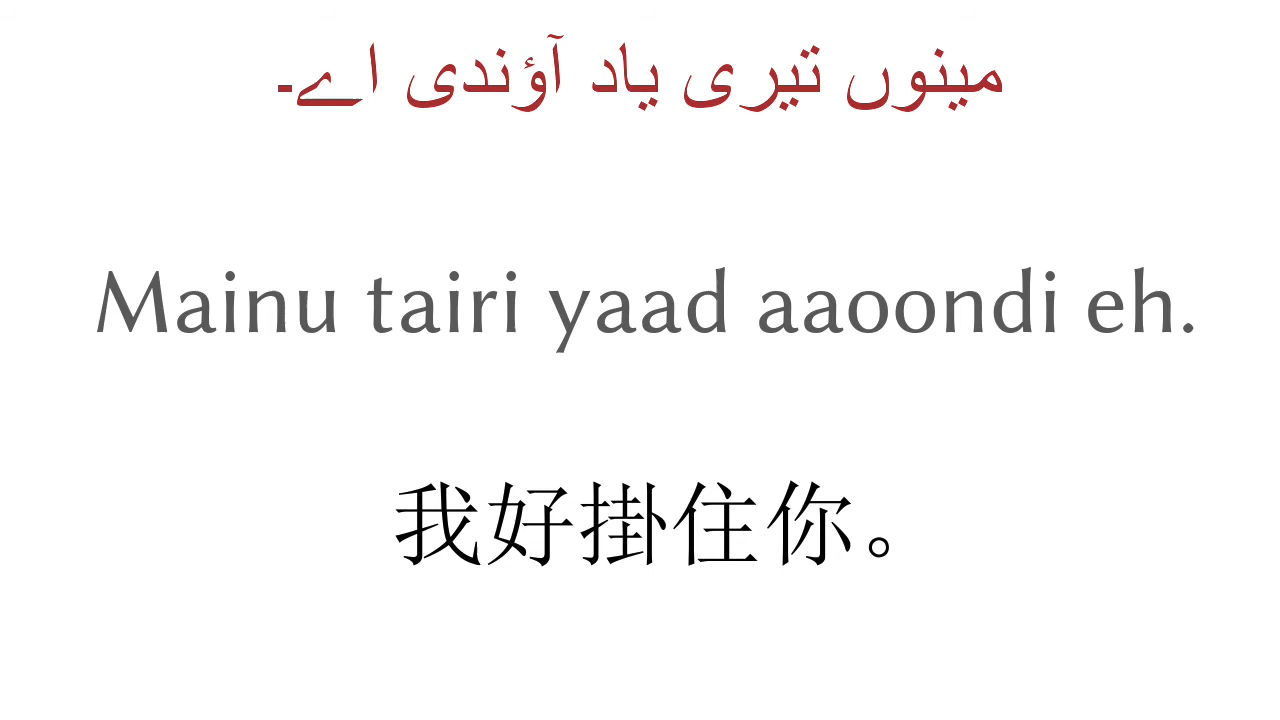 مینوں تیری یاد آؤندی اے۔
Mainu tairi yaad aaoondi eh.
我好掛住你。